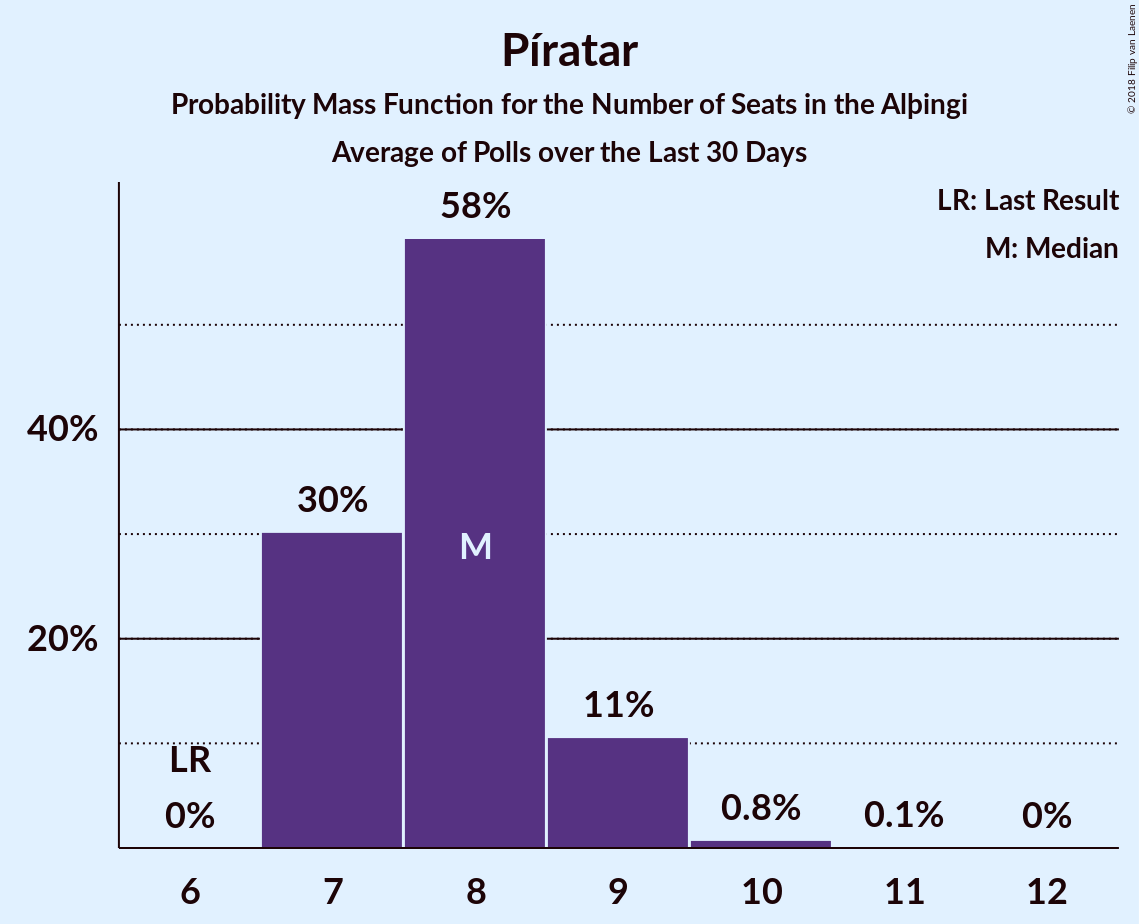 Píratar
Probability Mass Function for the Number of Seats in the Alþingi
Average of Polls over the Last 30 Days
© 2018 Filip van Laenen
LR: Last Result
M: Median
58%
40%
30%
M
20%
11%
LR
0%
0.8%
0.1%
0%
6 7 8 9 10 11 12